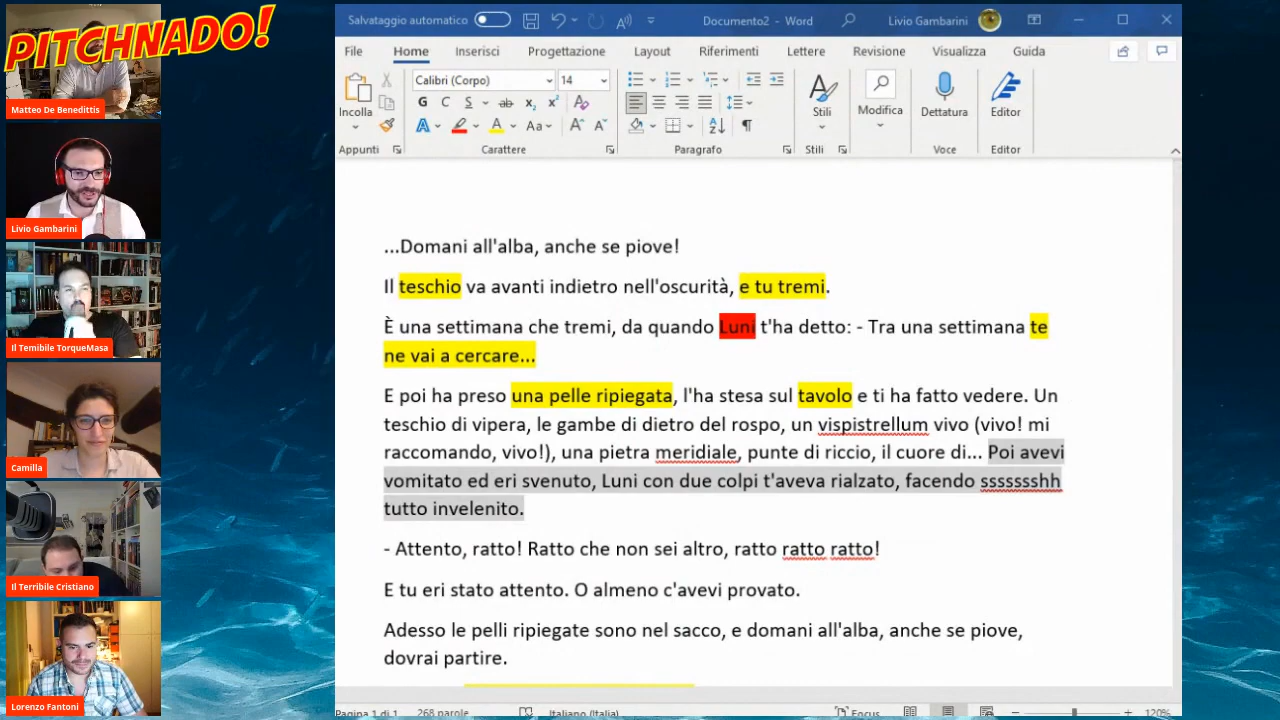 PITCHNADO!
Matteo De Benedittis
Livio Gambarini
Il Temibile TorqueMasa
Camilla
Il Terribile Cristiano
Lorenzo Fantoni
Salvataggio automatico
Documento2 - Word
Livio Gambarini
File Home Inserisci Progettazione Layout Riferimenti Lettere Revisione Visualizza Guida
Calibri (Corpo) 14
Incolla
G C S ab x₂ x² A
A A Aa A A
Stili Modifica Dettatura Editor
Appunti Carattere Paragrafo Stili Voce Editor
...Domani all'alba, anche se piove!
Il teschio va avanti indietro nell'oscurità, e tu tremi.
È una settimana che tremi, da quando Luni t'ha detto: - Tra una settimana te
ne vai a cercare...
E poi ha preso una pelle ripiegata, l'ha stesa sul tavolo e ti ha fatto vedere. Un
teschio di vipera, le gambe di dietro del rospo, un vispistrellum vivo (vivo! mi
raccomando, vivo!), una pietra meridiale, punte di riccio, il cuore di... Poi avevi
vomitato ed eri svenuto, Luni con due colpi t'aveva rialzato, facendo ssssssshh
tutto invelenito.
- Attento, ratto! Ratto che non sei altro, ratto ratto ratto!
E tu eri stato attento. O almeno c'avevi provato.
Adesso le pelli ripiegate sono nel sacco, e domani all'alba, anche se piove,
dovrai partire.
Pagina 1 di 1 268 parole Italiano (Italia) Focus 120%